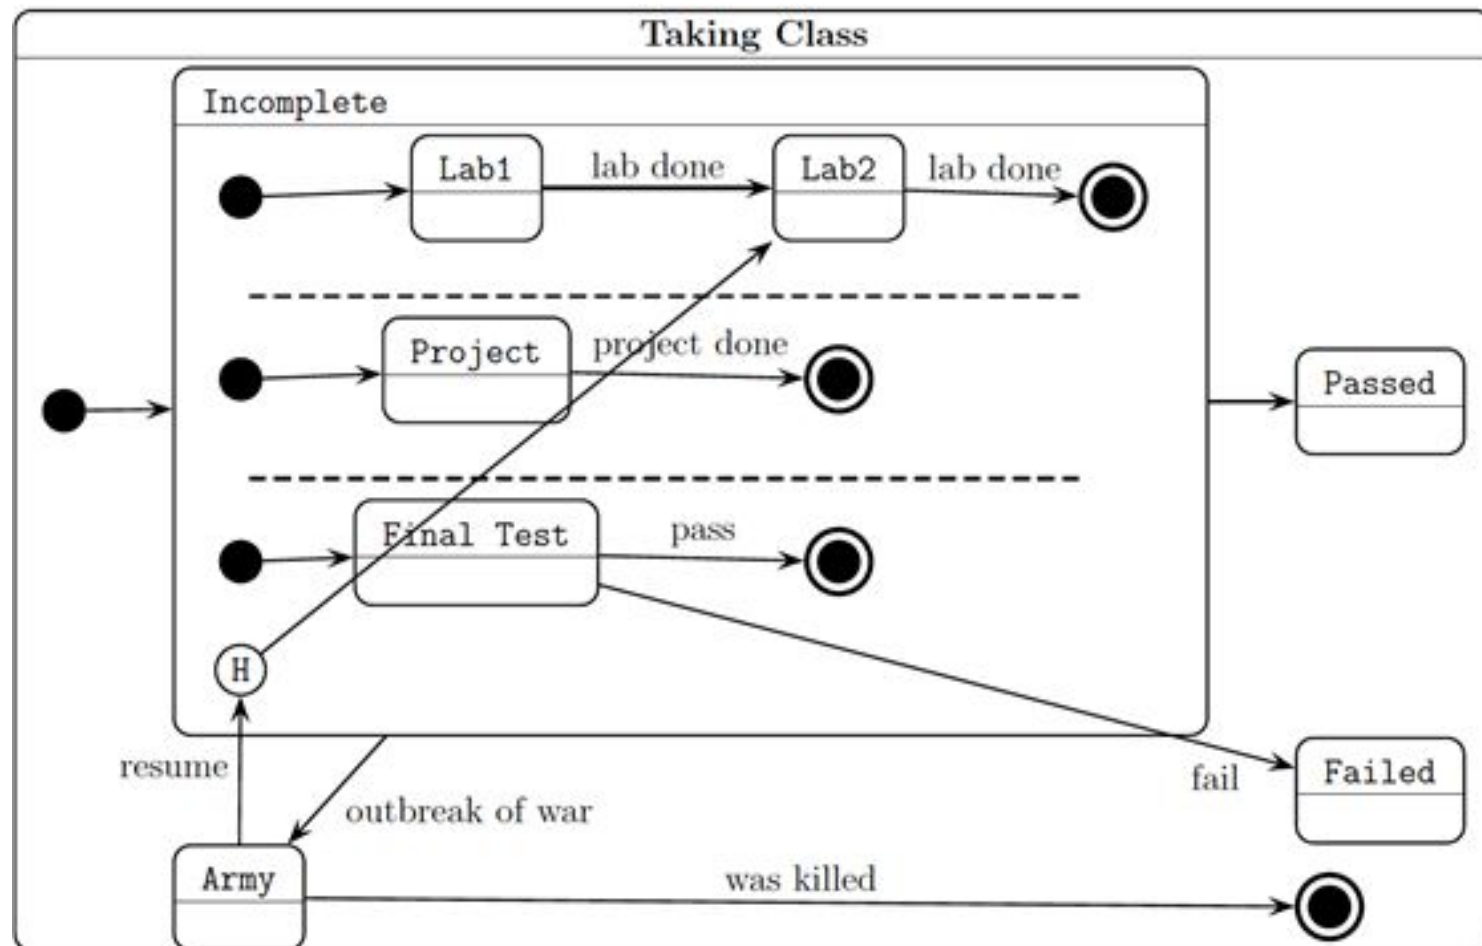 Taking Class
Incomplete
Lab1
lab done
Lab2
lab done
Project
project done
Passed
Final Test
pass
H
resume
outbreak of war
fail
Failed
Army
was killed